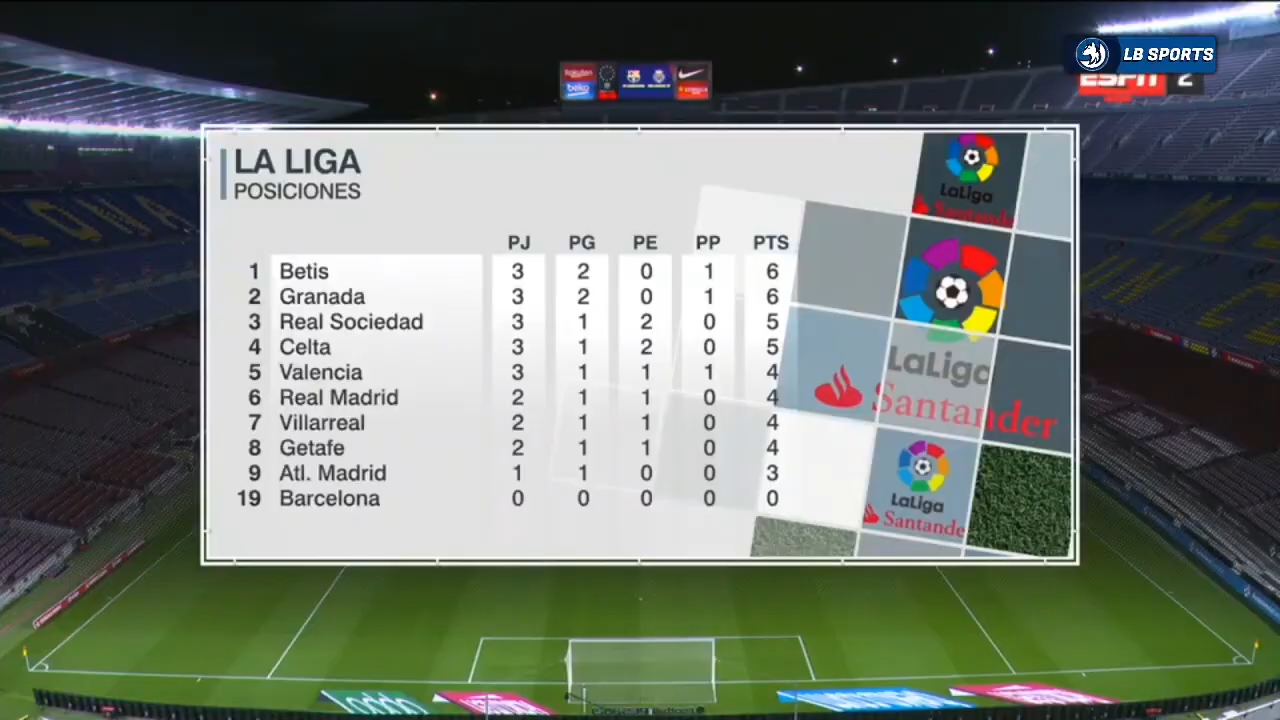 LB SPORTS
ESPN 2
Rakuten
beko
LA LIGA
POSICIONES
PJ PG PE PP PTS
1 Betis 3 2 0 1 6
2 Granada 3 2 0 1 6
3 Real Sociedad 3 1 2 0 5
4 Celta 3 1 2 0 5
5 Valencia 3 1 1 1 4
6 Real Madrid 2 1 1 0 4
7 Villarreal 2 1 1 0 4
8 Getafe 2 1 1 0 4
9 Atl. Madrid 1 1 0 0 3
19 Barcelona 0 0 0 0 0
LaLiga
Santande
LaLiga
Santander
LaLiga
Santande